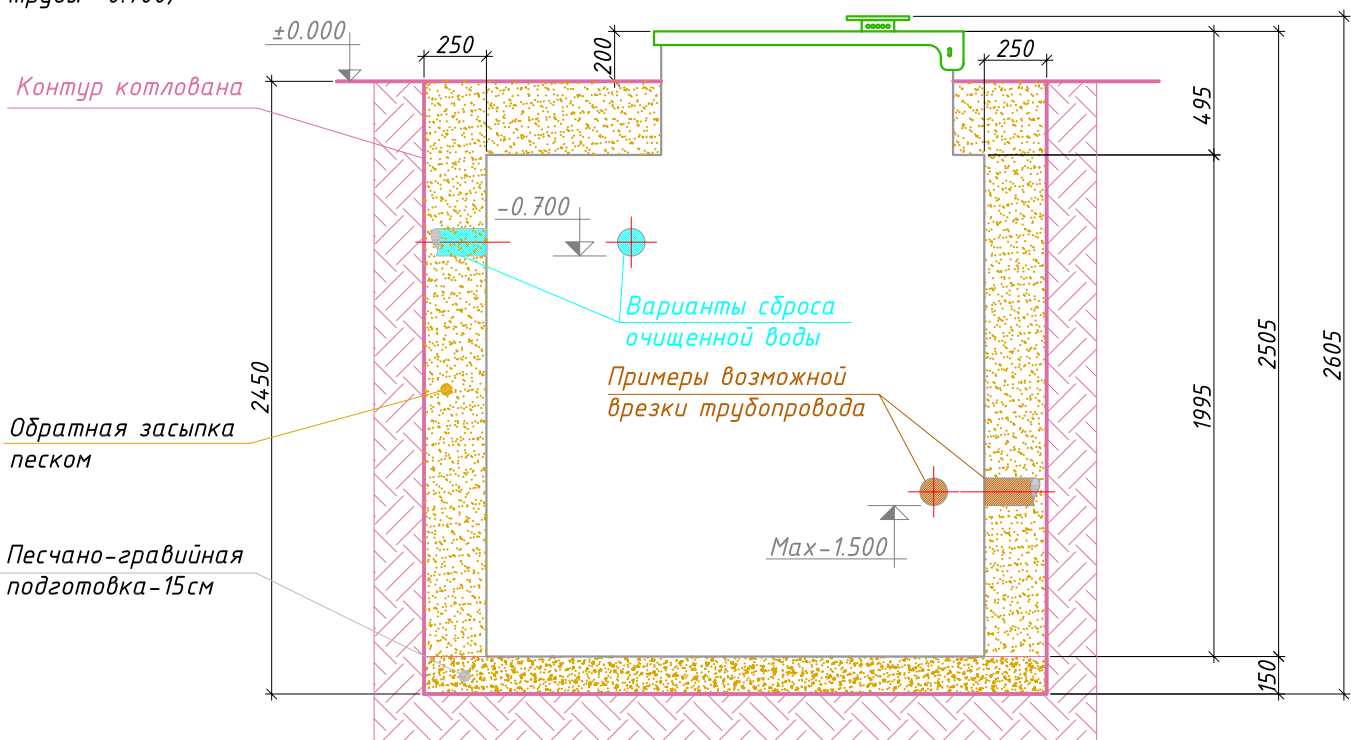 ±0.000
250
200
250
Контур котлована
495
-0.700
Варианты сброса
очищенной воды
2505
2605
Примеры возможной
врезки трубопровода
2450
1995
Обратная засыпка
песком
Max-1.500
Песчано-гравийная
подготовка-15см
150